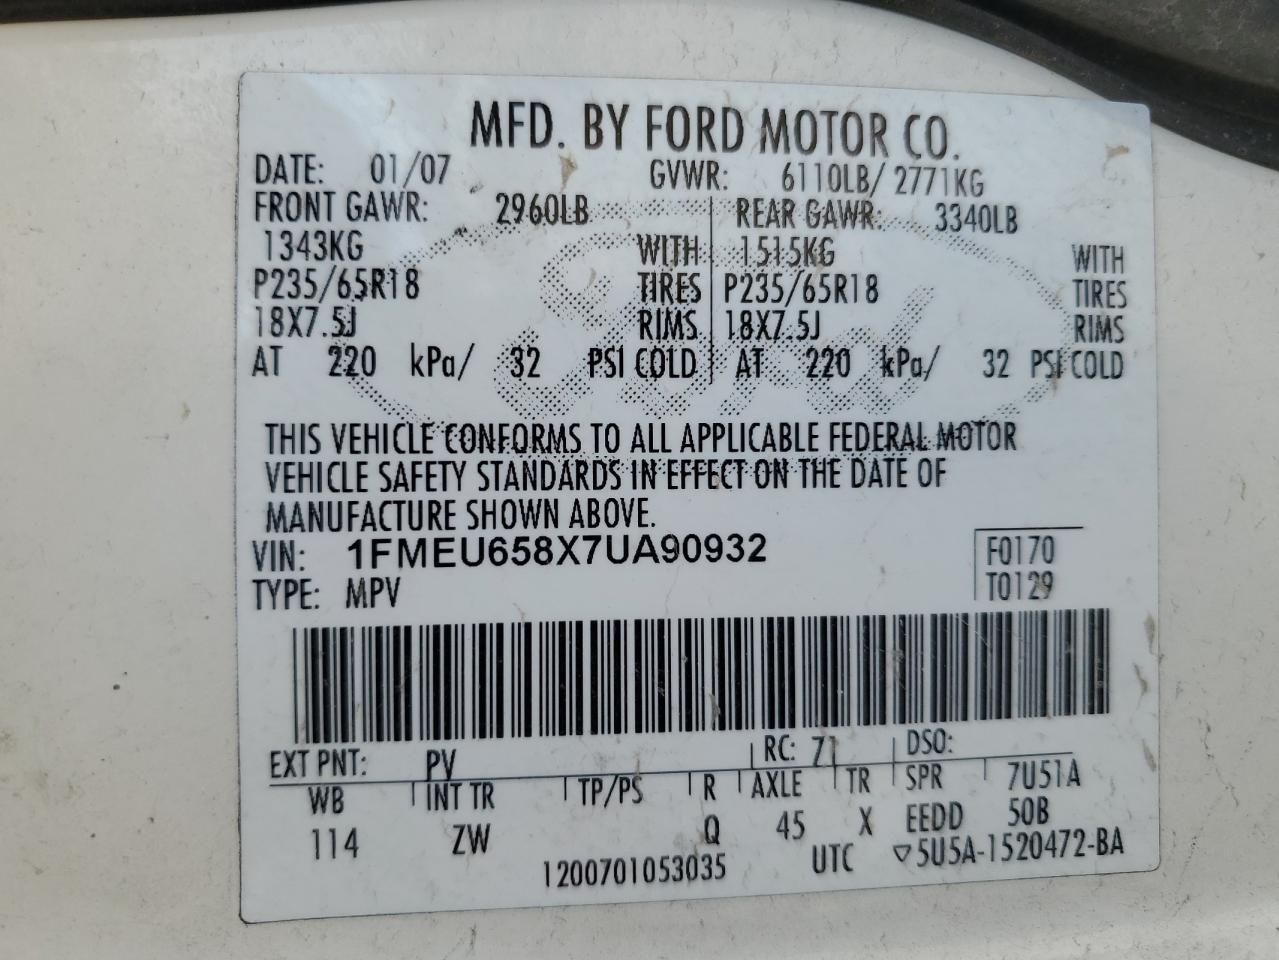 MFD. BY FORD MOTOR CO.
DATE: 01/07 GVWR: 6110LB/ 2771KG
FRONT GAWR: 2960LB REAR GAWR: 3340LB
1343KG WITH 1515KG WITH
P235/65R18 TIRES P235/65R18 TIRES
18X7.5J RIMS 18X7.5J RIMS
AT 220 kPa/ 32 PSI COLD AT 220 kPa/ 32 PSI COLD
Ford
THIS VEHICLE CONFORMS TO ALL APPLICABLE FEDERAL MOTOR
VEHICLE SAFETY STANDARDS IN EFFECT ON THE DATE OF
MANUFACTURE SHOWN ABOVE.
VIN: 1FMEU658X7UA90932 F0170
TYPE: MPV T0129
EXT PNT: PV RC: 71 DSO:
WB INT TR TP/PS R AXLE TR SPR 7U51A
114 ZW Q 45 X EEDD 50B
1200701053035 UTC ▽5U5A-1520472-BA